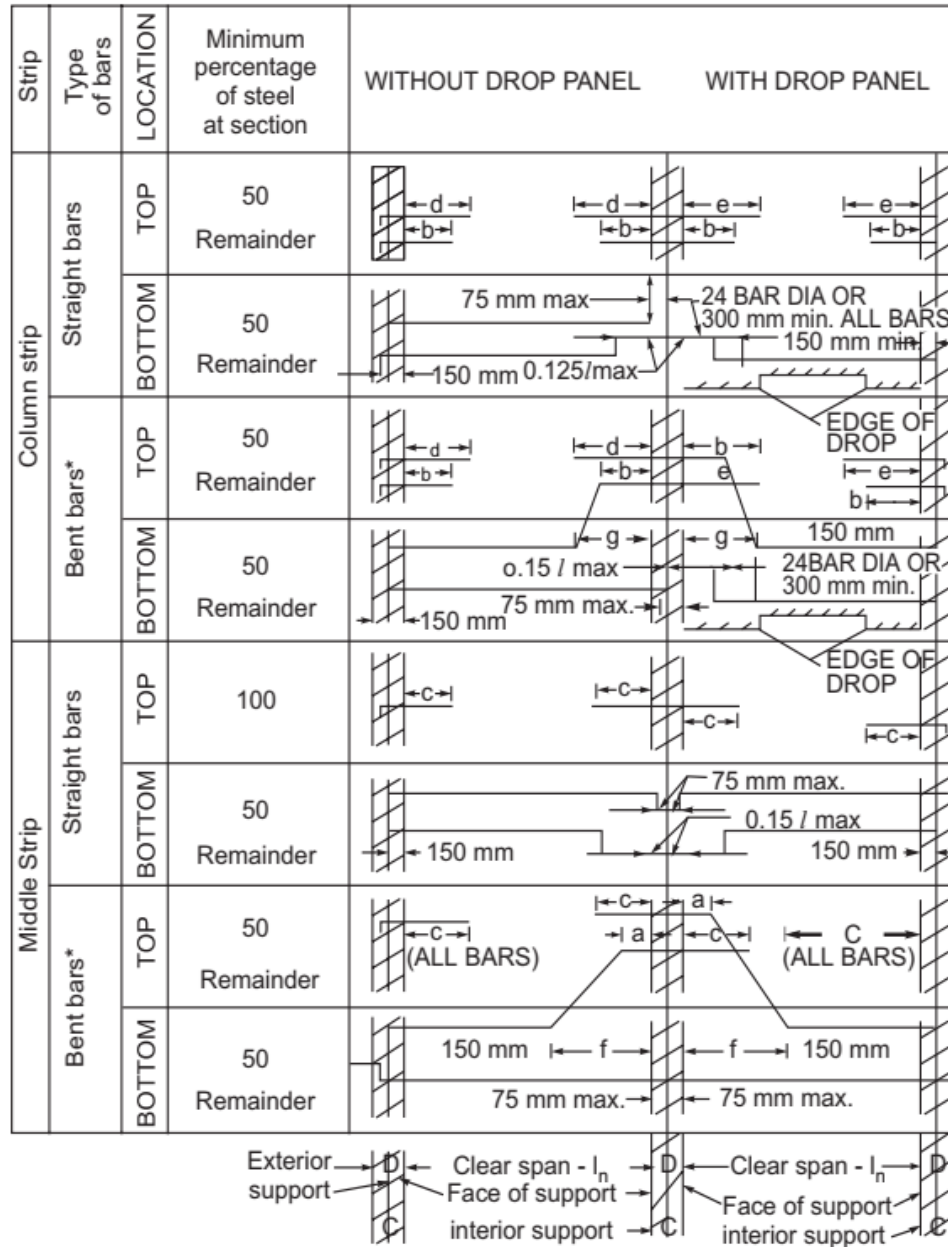 Strip
Type
of bars
LOCATION
Minimum
percentage
of steel
at section
WITHOUT DROP PANEL
WITH DROP PANEL
Column strip
Straight bars
TOP
50
Remainder
d
b
d
b
e
b
e
b
BOTTOM
50
Remainder
75 mm max
24 BAR DIA OR
300 mm min. ALL BARS
150 mm min.
150 mm
0.125lmax
EDGE OF
DROP
Bent bars*
TOP
50
Remainder
d
b
d
b
b
e
e
b
BOTTOM
50
Remainder
g
g
150 mm
o.15 l max
24BAR DIA OR
300 mm min.
75 mm max.
150 mm
EDGE OF
DROP
Middle Strip
Straight bars
TOP
100
c
c
c
c
BOTTOM
50
Remainder
75 mm max.
0.15 l max
150 mm
150 mm
Bent bars*
TOP
50
Remainder
c
(ALL BARS)
c
a
a
c
C
(ALL BARS)
BOTTOM
50
Remainder
150 mm
f
f
150 mm
75 mm max.
75 mm max.
Exterior
support
D
C
Clear span - ln
Face of support
interior support
D
C
Clear span - ln
Face of support
interior support
D
C